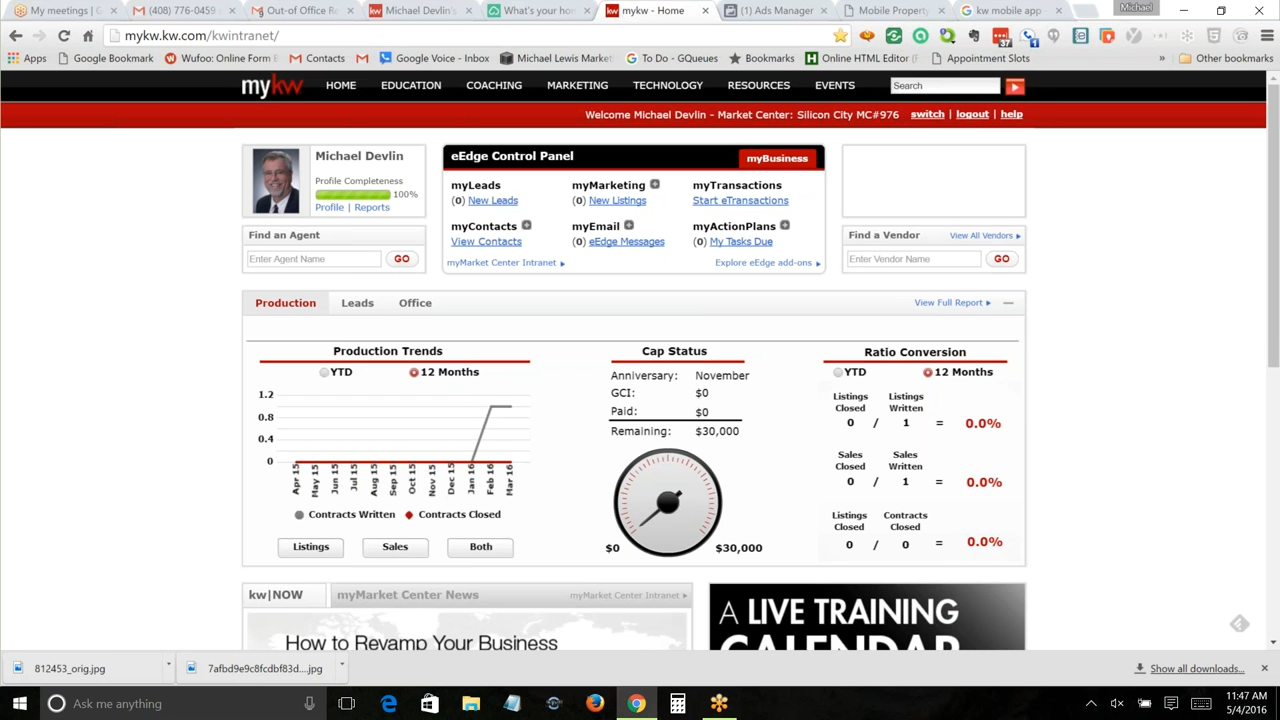 My meetings | G
(408) 776-0459
Out-of Office Re
Michael Devlin's
What's your hom
mykw - Home
(1) Ads Manager
Mobile Property
kw mobile app
Michael
mykw.kw.com/kwintranet/
Apps
Google Bookmark
Wufoo: Online Form B
Contacts
Google Voice - Inbox
Michael Lewis Market
To Do - GQueues
Bookmarks
Online HTML Editor (
Appointment Slots
»
Other bookmarks
mykw
HOME
EDUCATION
COACHING
MARKETING
TECHNOLOGY
RESOURCES
EVENTS
Search
Welcome Michael Devlin - Market Center: Silicon City MC#976
switch | logout | help
Michael Devlin
Profile Completeness
100%
Profile | Reports
Find an Agent
Enter Agent Name
GO
eEdge Control Panel
myBusiness
myLeads
(0) New Leads
myMarketing
(0) New Listings
myTransactions
Start eTransactions
myContacts
View Contacts
myEmail
(0) eEdge Messages
myActionPlans
(0) My Tasks Due
myMarket Center Intranet
Explore eEdge add-ons
Find a Vendor
View All Vendors
Enter Vendor Name
GO
Production
Leads
Office
View Full Report
Production Trends
YTD
12 Months
1.2
0.8
0.4
0
Apr 15
May 15
Jun 15
Jul 15
Aug 15
Sep 15
Oct 15
Nov 15
Dec 15
Jan 16
Feb 16
Mar 16
Contracts Written
Contracts Closed
Listings
Sales
Both
Cap Status
Anniversary: November
GCI: $0
Paid: $0
Remaining: $30,000
$0
$30,000
Ratio Conversion
YTD
12 Months
Listings Closed
Listings Written
0 / 1 = 0.0%
Sales Closed
Sales Written
0 / 1 = 0.0%
Listings Closed
Contracts Closed
0 / 0 = 0.0%
kw|NOW
myMarket Center News
myMarket Center Intranet
How to Revamp Your Business
A LIVE TRAINING
CALENDAR
812453_orig.jpg
7afbd9e9c8fcdbf83d....jpg
Show all downloads...
Ask me anything
11:47 AM
5/4/2016